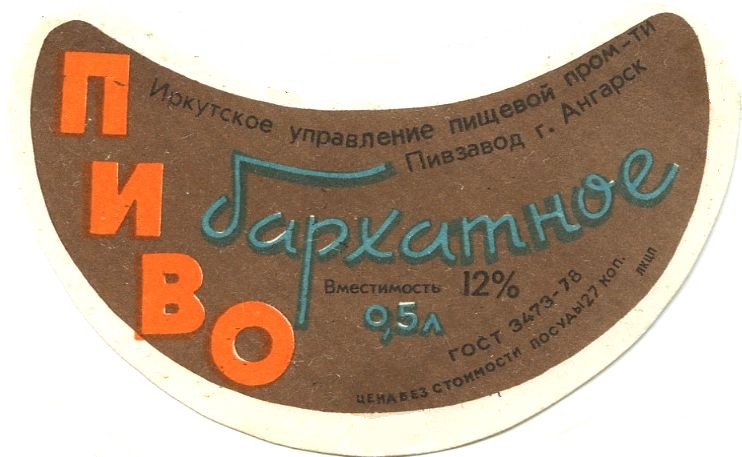 ПИВО
Иркутское управление пищевой пром-ти
Пивзавод г. Ангарск
Бархатное
Вместимость 12%
0,5л
ГОСТ 3473-78
ЦЕНА БЕЗ СТОИМОСТИ ПОСУДЫ 27 КОП.
ЛКЦП